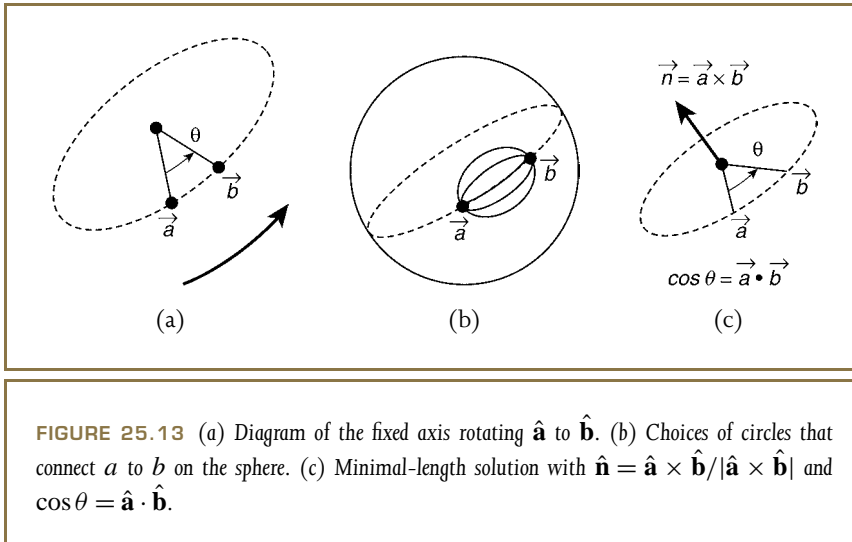 θ
b⃗
a⃗
(a)
b⃗
a⃗
(b)
n⃗ = a⃗ × b⃗
θ
b⃗
a⃗
cos θ = a⃗ • b⃗
(c)
FIGURE 25.13 (a) Diagram of the fixed axis rotating â to b̂. (b) Choices of circles that
connect a to b on the sphere. (c) Minimal-length solution with n̂ = â × b̂/|â × b̂| and
cos θ = â · b̂.